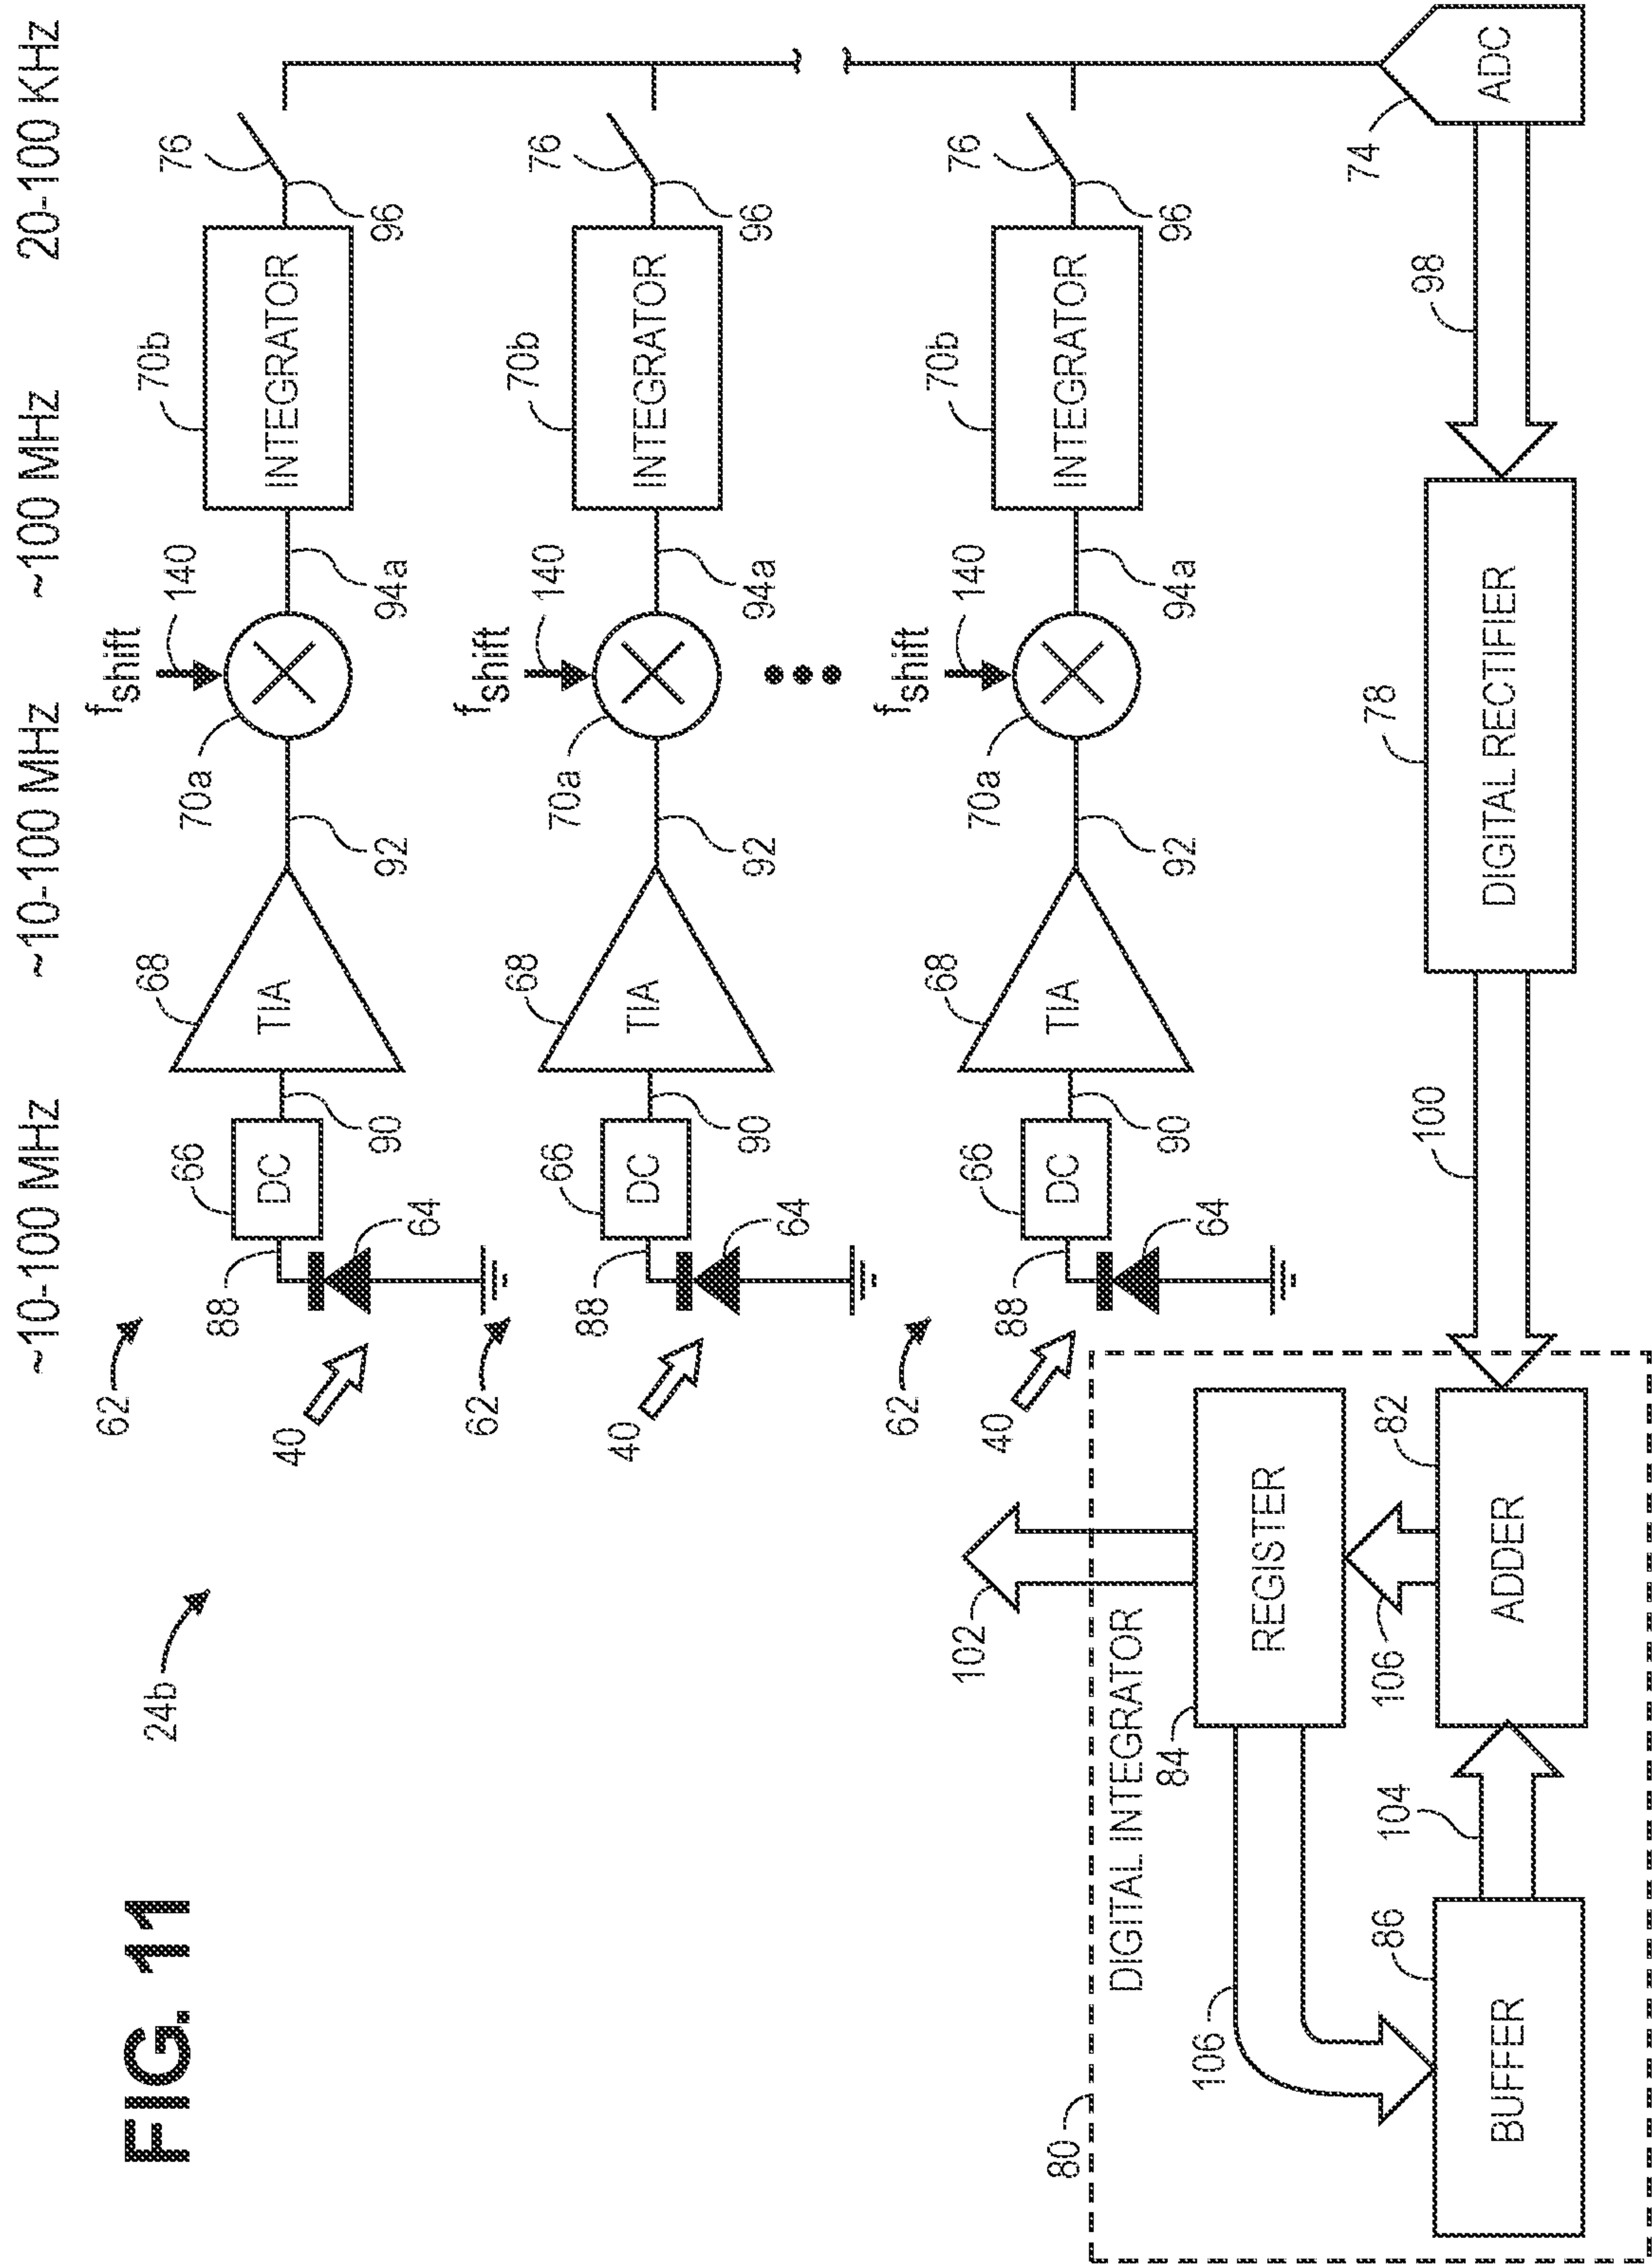 FIG. 11
24b
~10-100 MHz
~10-100 MHz
~100 MHz
20-100 KHz
62
40
88
64
66
DC
90
68
TIA
92
70a
fshift
140
94a
70b
INTEGRATOR
96
76
62
40
88
64
66
DC
90
68
TIA
92
70a
fshift
140
94a
70b
INTEGRATOR
96
76
62
40
88
64
66
DC
90
68
TIA
92
70a
fshift
140
94a
70b
INTEGRATOR
96
76
80
DIGITAL INTEGRATOR
102
84
REGISTER
106
106
86
BUFFER
104
82
ADDER
100
78
DIGITAL RECTIFIER
98
74
ADC